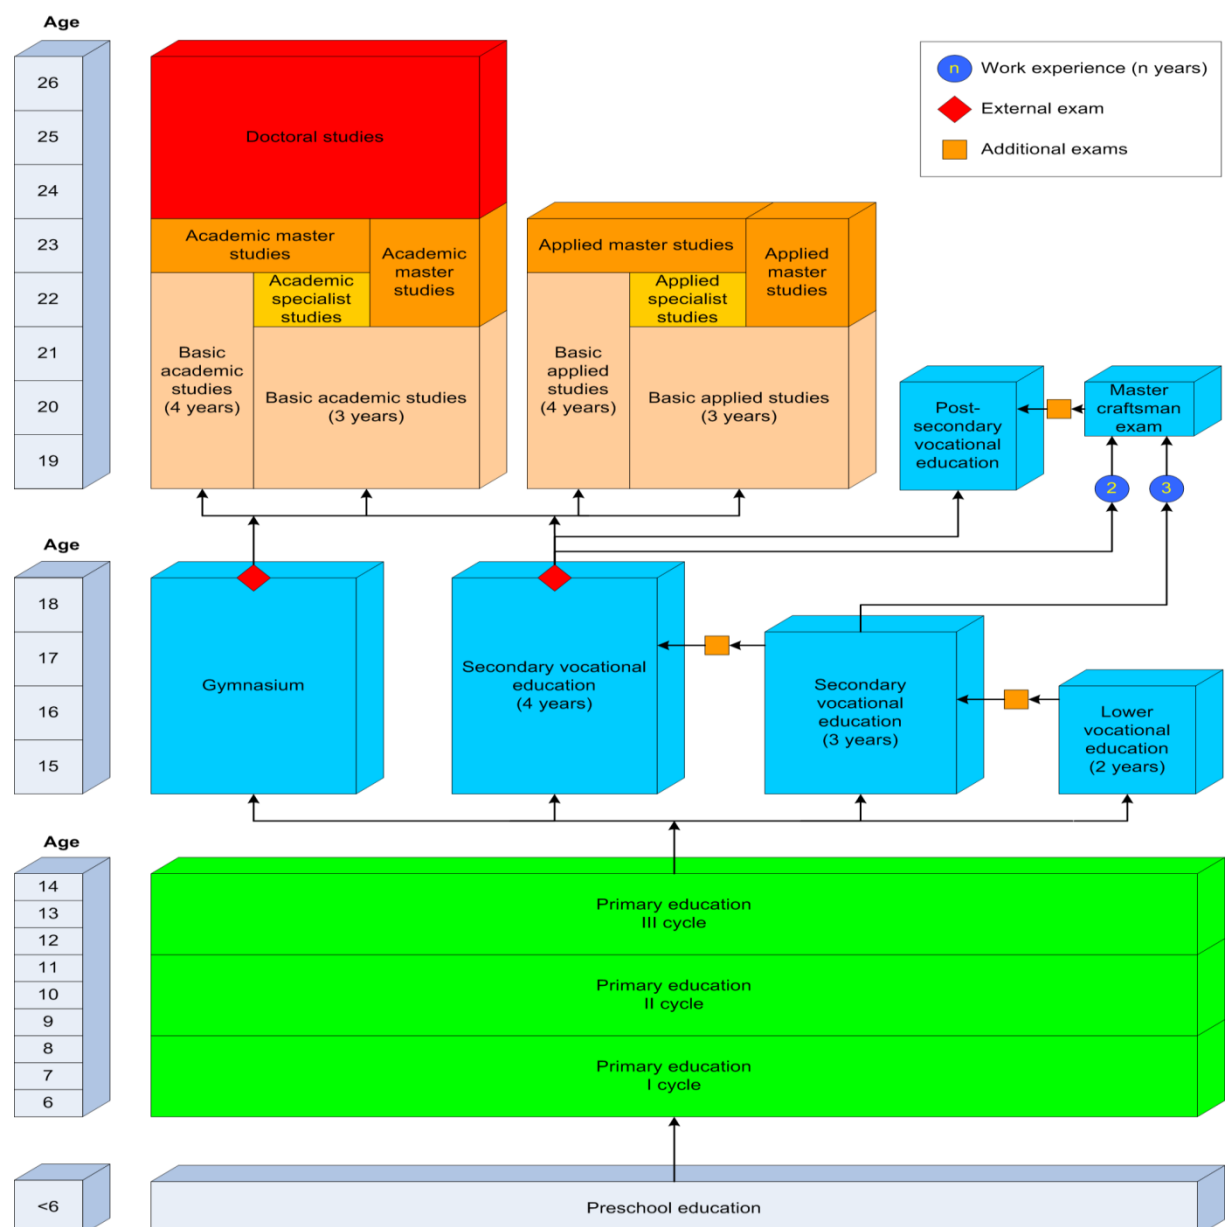 Age
26
25
24
23
22
21
20
19
Doctoral studies
Academic master
studies
Academic
master
studies
Academic
specialist
studies
Basic
academic
studies
(4 years)
Basic academic studies
(3 years)
Applied master studies
Applied
master
studies
Applied
specialist
studies
Basic
applied
studies
(4 years)
Basic applied studies
(3 years)
n Work experience (n years)
External exam
Additional exams
Post-
secondary
vocational
education
Master
craftsman
exam
2
3
Age
18
17
16
15
Gymnasium
Secondary vocational
education
(4 years)
Secondary
vocational
education
(3 years)
Lower
vocational
education
(2 years)
Age
14
13
12
11
10
9
8
7
6
Primary education
III cycle
Primary education
II cycle
Primary education
I cycle
<6
Preschool education